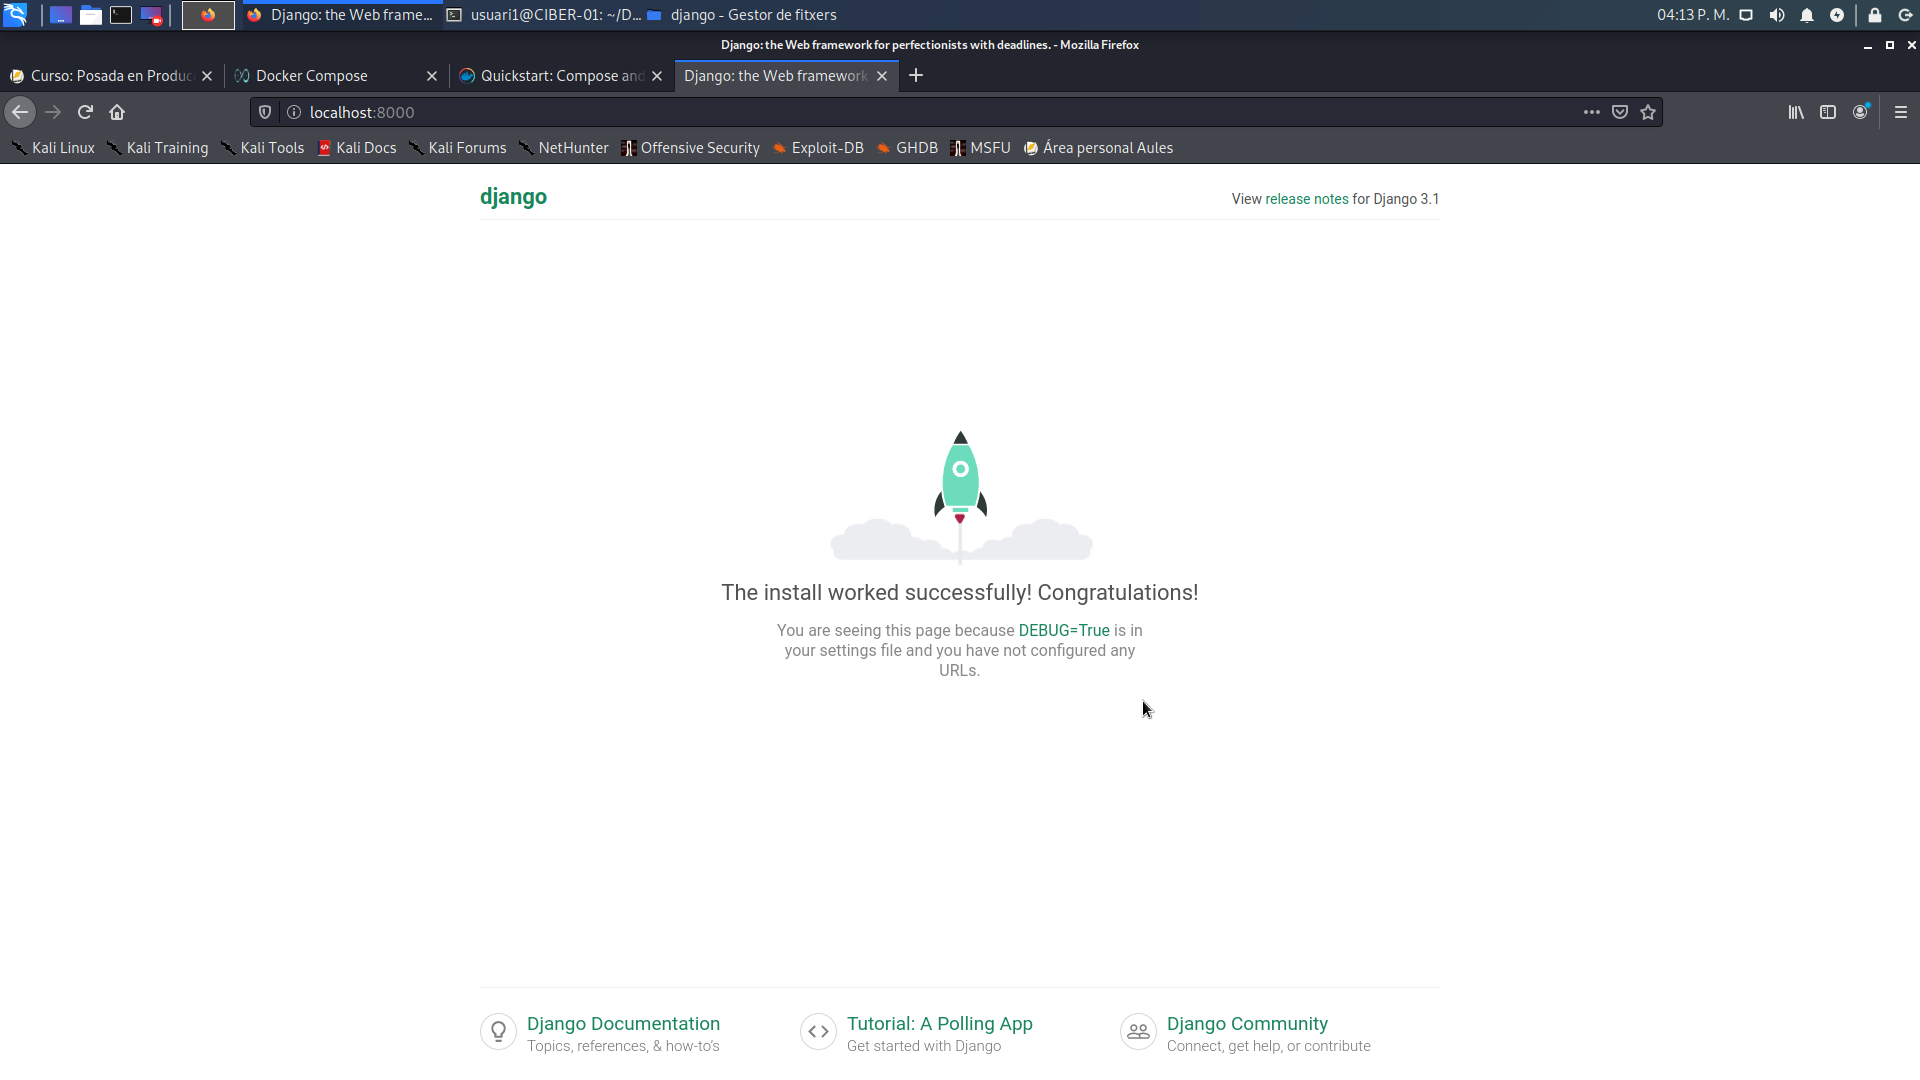 Django: the Web frame...
usuari1@CIBER-01: ~/D...
django - Gestor de fitxers
04:13 P. M.
Django: the Web framework for perfectionists with deadlines. - Mozilla Firefox
Curso: Posada en Produc
Docker Compose
Quickstart: Compose and
Django: the Web framework
localhost:8000
Kali Linux
Kali Training
Kali Tools
Kali Docs
Kali Forums
NetHunter
Offensive Security
Exploit-DB
GHDB
MSFU
Área personal Aules
django
View release notes for Django 3.1
The install worked successfully! Congratulations!
You are seeing this page because DEBUG=True is in
your settings file and you have not configured any
URLs.
Django Documentation
Topics, references, & how-to's
Tutorial: A Polling App
Get started with Django
Django Community
Connect, get help, or contribute